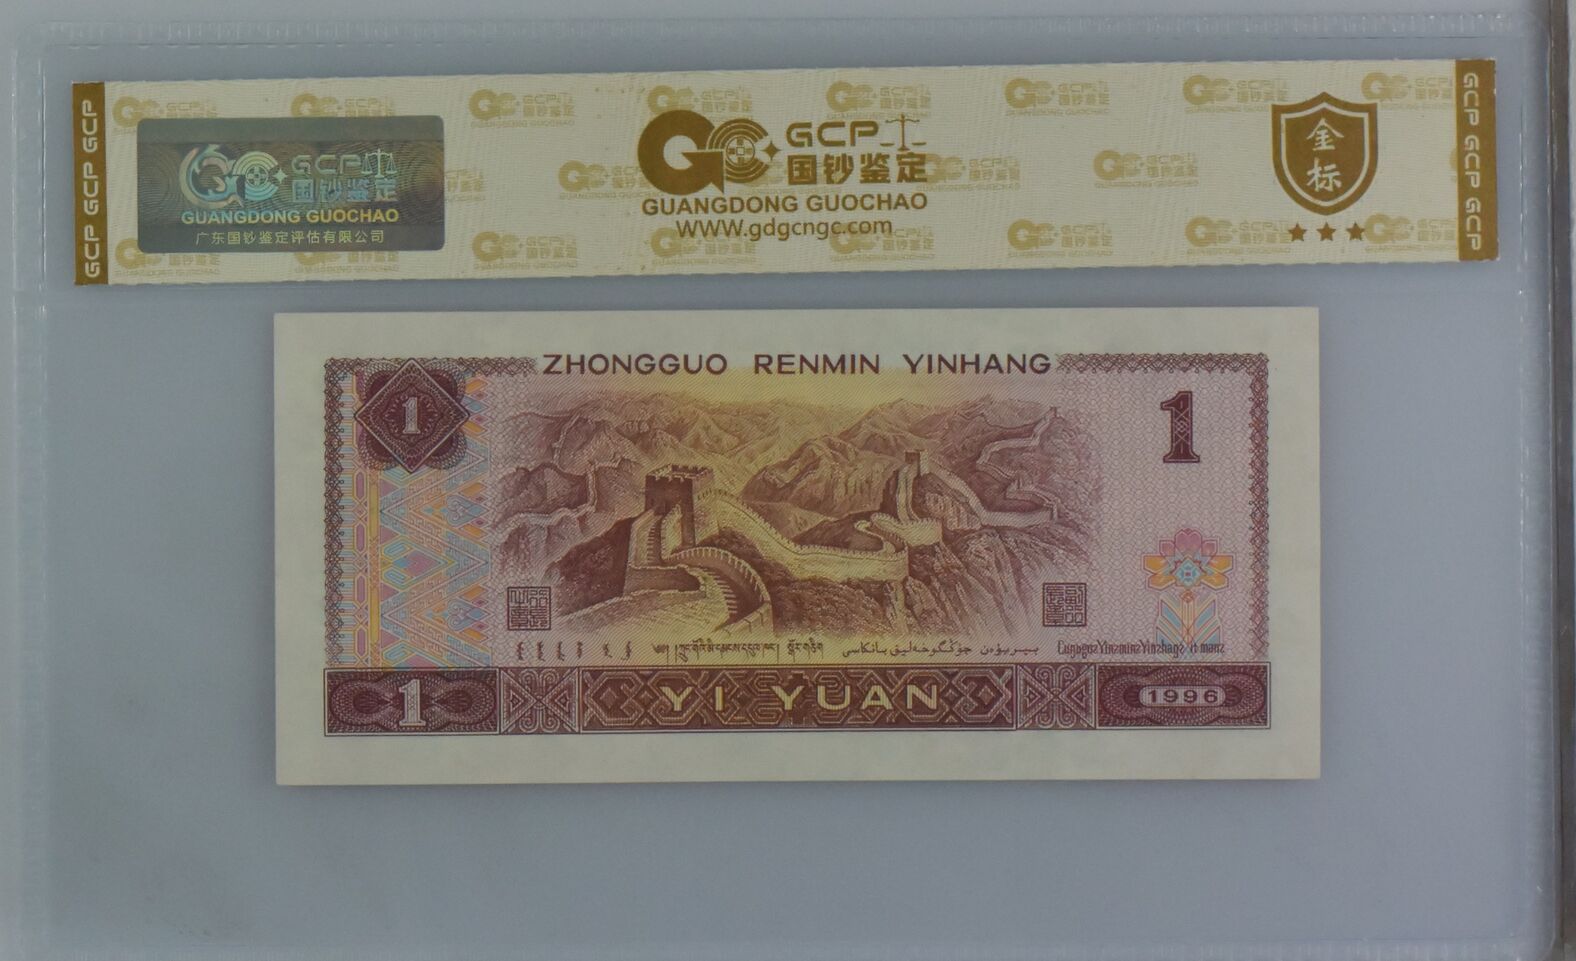 GCP GCP GCP
GCP
国钞鉴定
GUANGDONG GUOCHAO
广东国钞鉴定评估有限公司
GCP
国钞鉴定
GUANGDONG GUOCHAO
www.gdgcngc.com
金标
GCP GCP GCP
ZHONGGUO RENMIN YINHANG
1
1
1 YI YUAN 1996